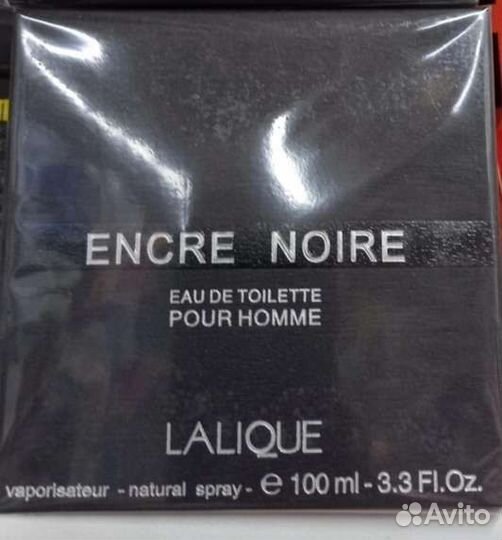 ENCRE NOIRE
EAU DE TOILETTE
POUR HOMME
LALIQUE
vaporisateur - natural spray - ℮ 100 ml - 3.3 Fl.Oz.
Avito